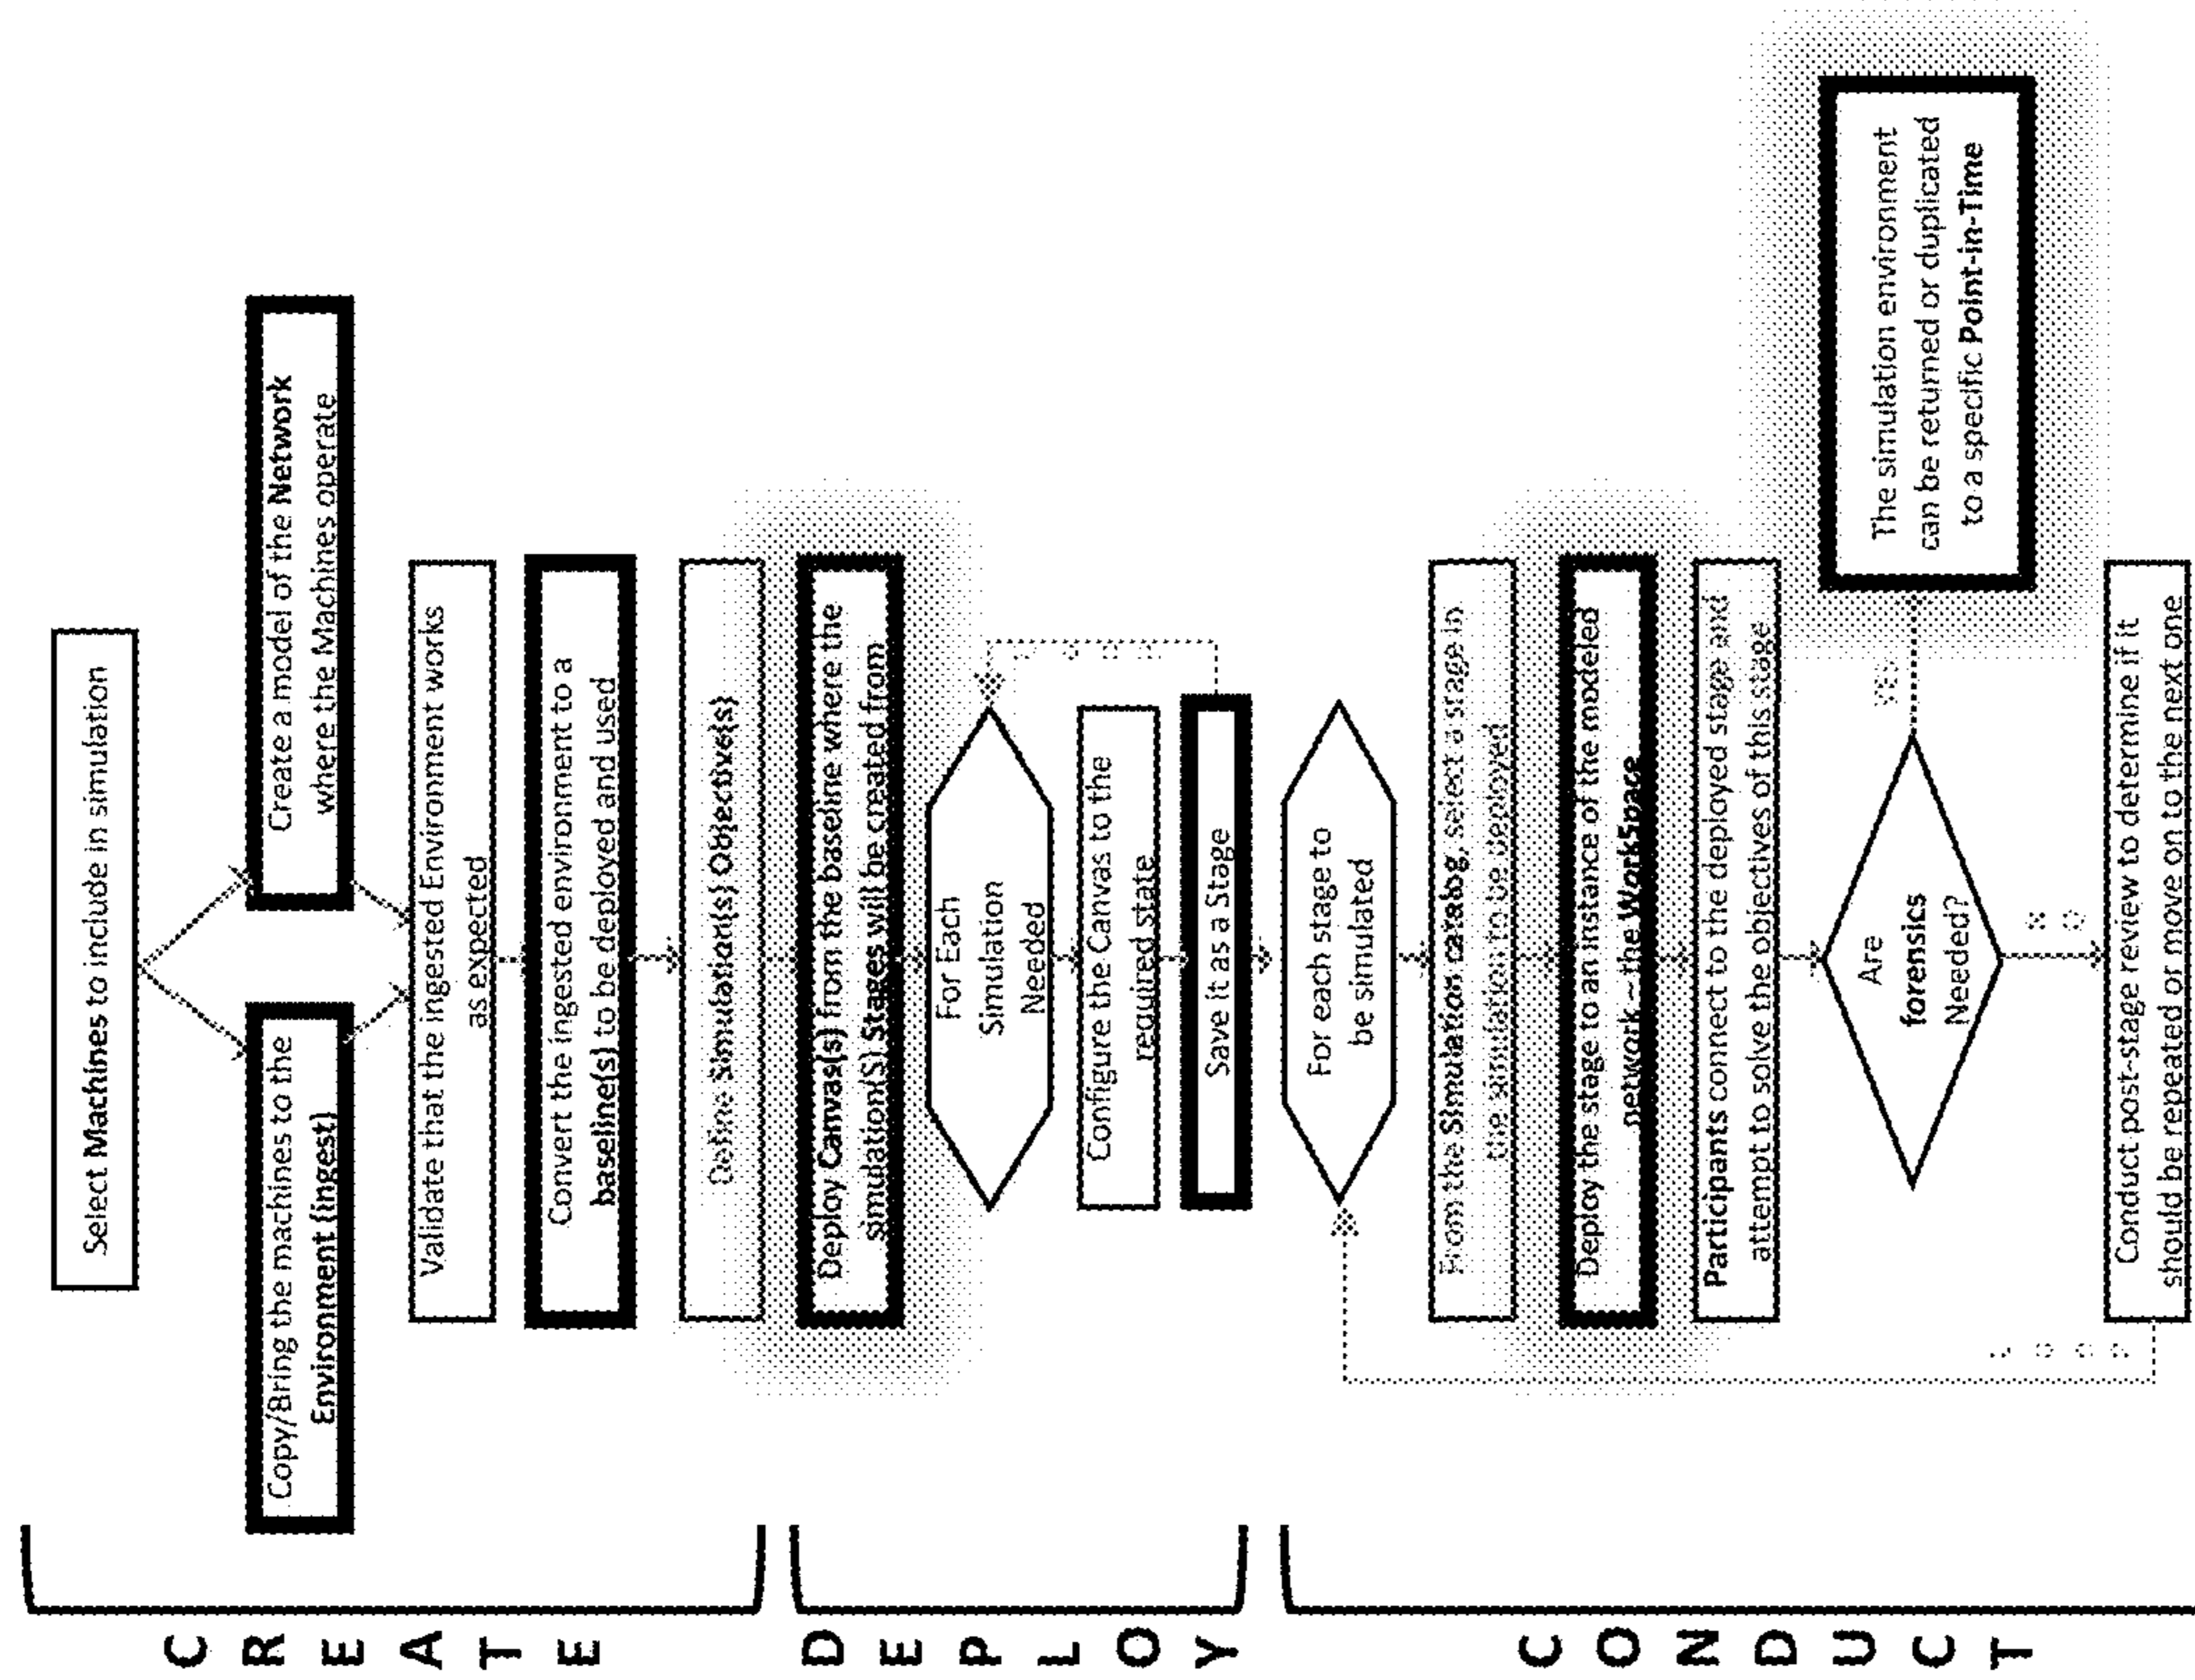 CREATE
Select Machines to include in simulation
Copy/Bring the machines to the
Environment (ingest)
Create a model of the Network
where the Machines operate
Validate that the ingested Environment works
as expected
Convert the ingested environment to a
baseline(s) to be deployed and used
Define Simulation(s) Objective(s)
DEPLOY
Deploy Canvas(s) from the baseline where the
simulation(s) Stages will be created from
For Each
Simulation
Needed
Configure the Canvas to the
required state
Save it as a Stage
CONDUCT
For each stage to
be simulated
From the Simulation catalog, select a stage in
the simulation to be deployed
Deploy the stage to an instance of the modeled
network – the WorkSpace
Participants connect to the deployed stage and
attempt to solve the objectives of this stage
Are
forensics
Needed?
YES
The simulation environment
can be returned or duplicated
to a specific Point-in-Time
Conduct post-stage review to determine if it
should be repeated or move on to the next one